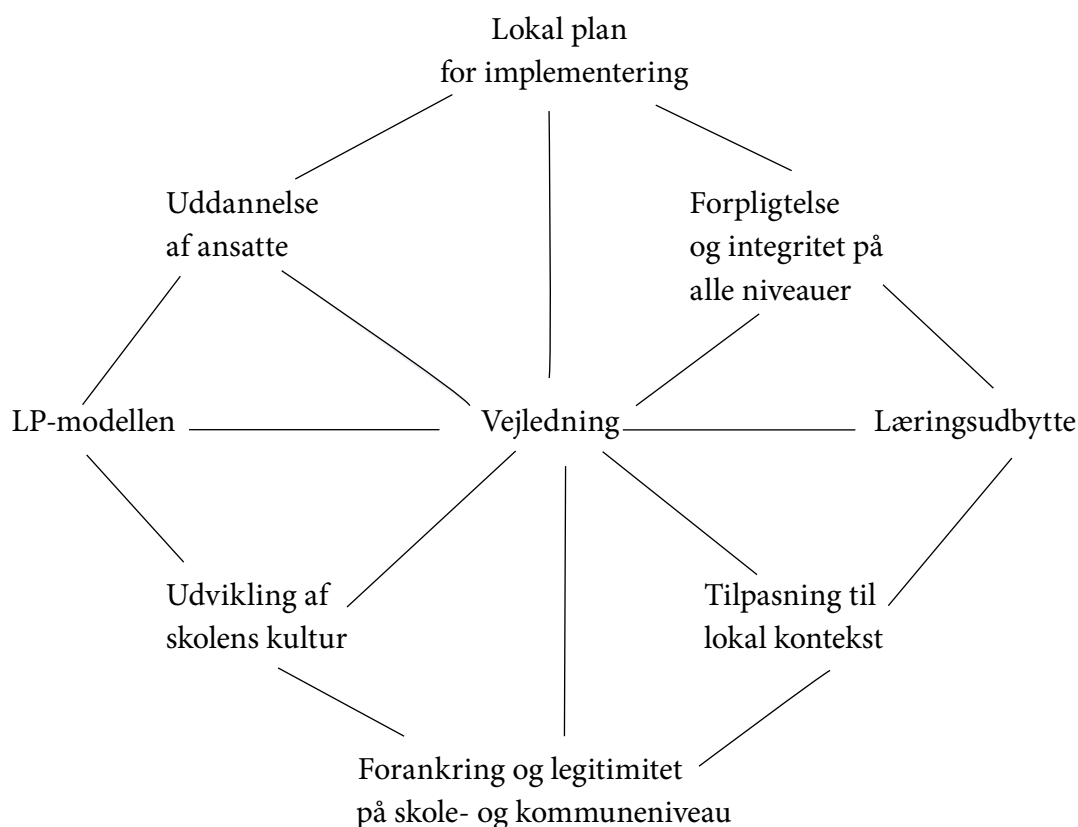 Lokal plan
for implementering
Uddannelse
af ansatte
Forpligtelse
og integritet på
alle niveauer
LP-modellen
Vejledning
Læringsudbytte
Udvikling af
skolens kultur
Tilpasning til
lokal kontekst
Forankring og legitimitet
på skole- og kommuneniveau